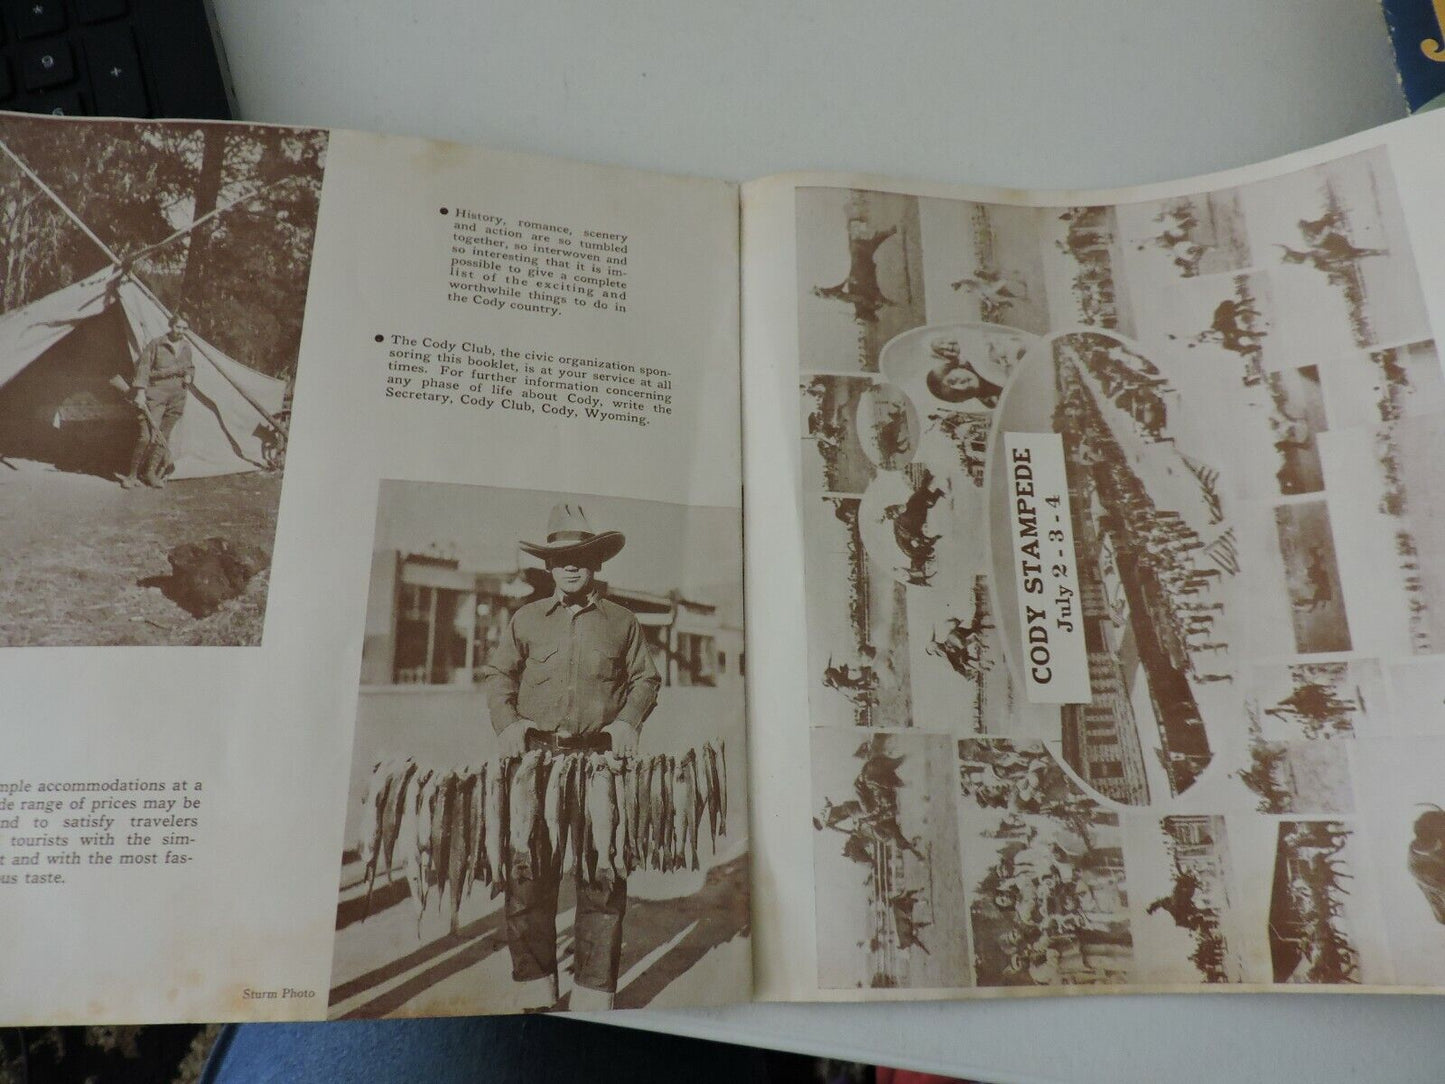 ● History, romance, scenery
and action are so tumbled
together, so interwoven and
so interesting that it is im-
possible to give a complete
list of the exciting and
worthwhile things to do in
the Cody country.
● The Cody Club, the civic organization spon-
soring this booklet, is at your service at all
times. For further information concerning
any phase of life about Cody, write the
Secretary, Cody Club, Cody, Wyoming.
mple accommodations at a
de range of prices may be
nd to satisfy travelers
tourists with the sim-
t and with the most fas-
ous taste.
Sturm Photo
CODY STAMPEDE
July 2 - 3 - 4
9
+